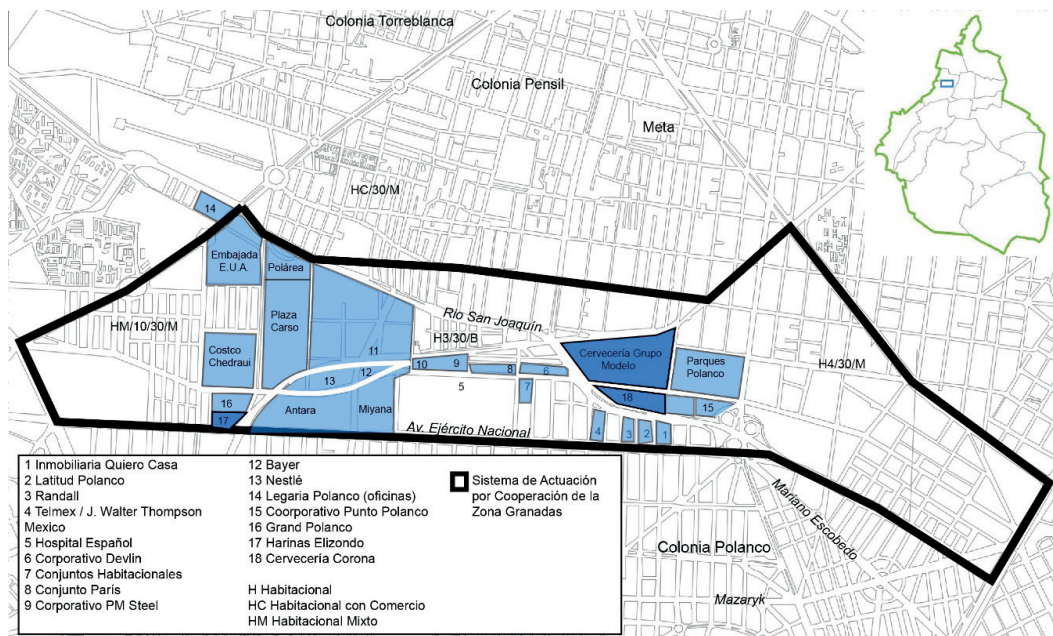 Colonia Torreblanca
Colonia Pensil
Meta
HC/30/M
14
Embajada
E.U.A.
Polárea
Plaza
Carso
Río San Joaquín
HM/10/30/M
H3/30/B
Cervecería Grupo
Modelo
Parques
Polanco
H4/30/M
Costco
Chedraui
11
10
9
8
6
12
13
5
7
16
18
15
17
Antara
Miyana
Av. Ejército Nacional
4
3
2
1
Mariano Escobedo
Colonia Polanco
Mazaryk
1 Inmobiliaria Quiero Casa
2 Latitud Polanco
3 Randall
4 Telmex / J. Walter Thompson
Mexico
5 Hospital Español
6 Corporativo Devlin
7 Conjuntos Habitacionales
8 Conjunto Paris
9 Corporativo PM Steel
12 Bayer
13 Nestlé
14 Legaria Polanco (oficinas)
15 Coorporativo Punto Polanco
16 Grand Polanco
17 Harinas Elizondo
18 Cervecería Corona
H Habitacional
HC Habitacional con Comercio
HM Habitacional Mixto
Sistema de Actuación
por Cooperación de la
Zona Granadas